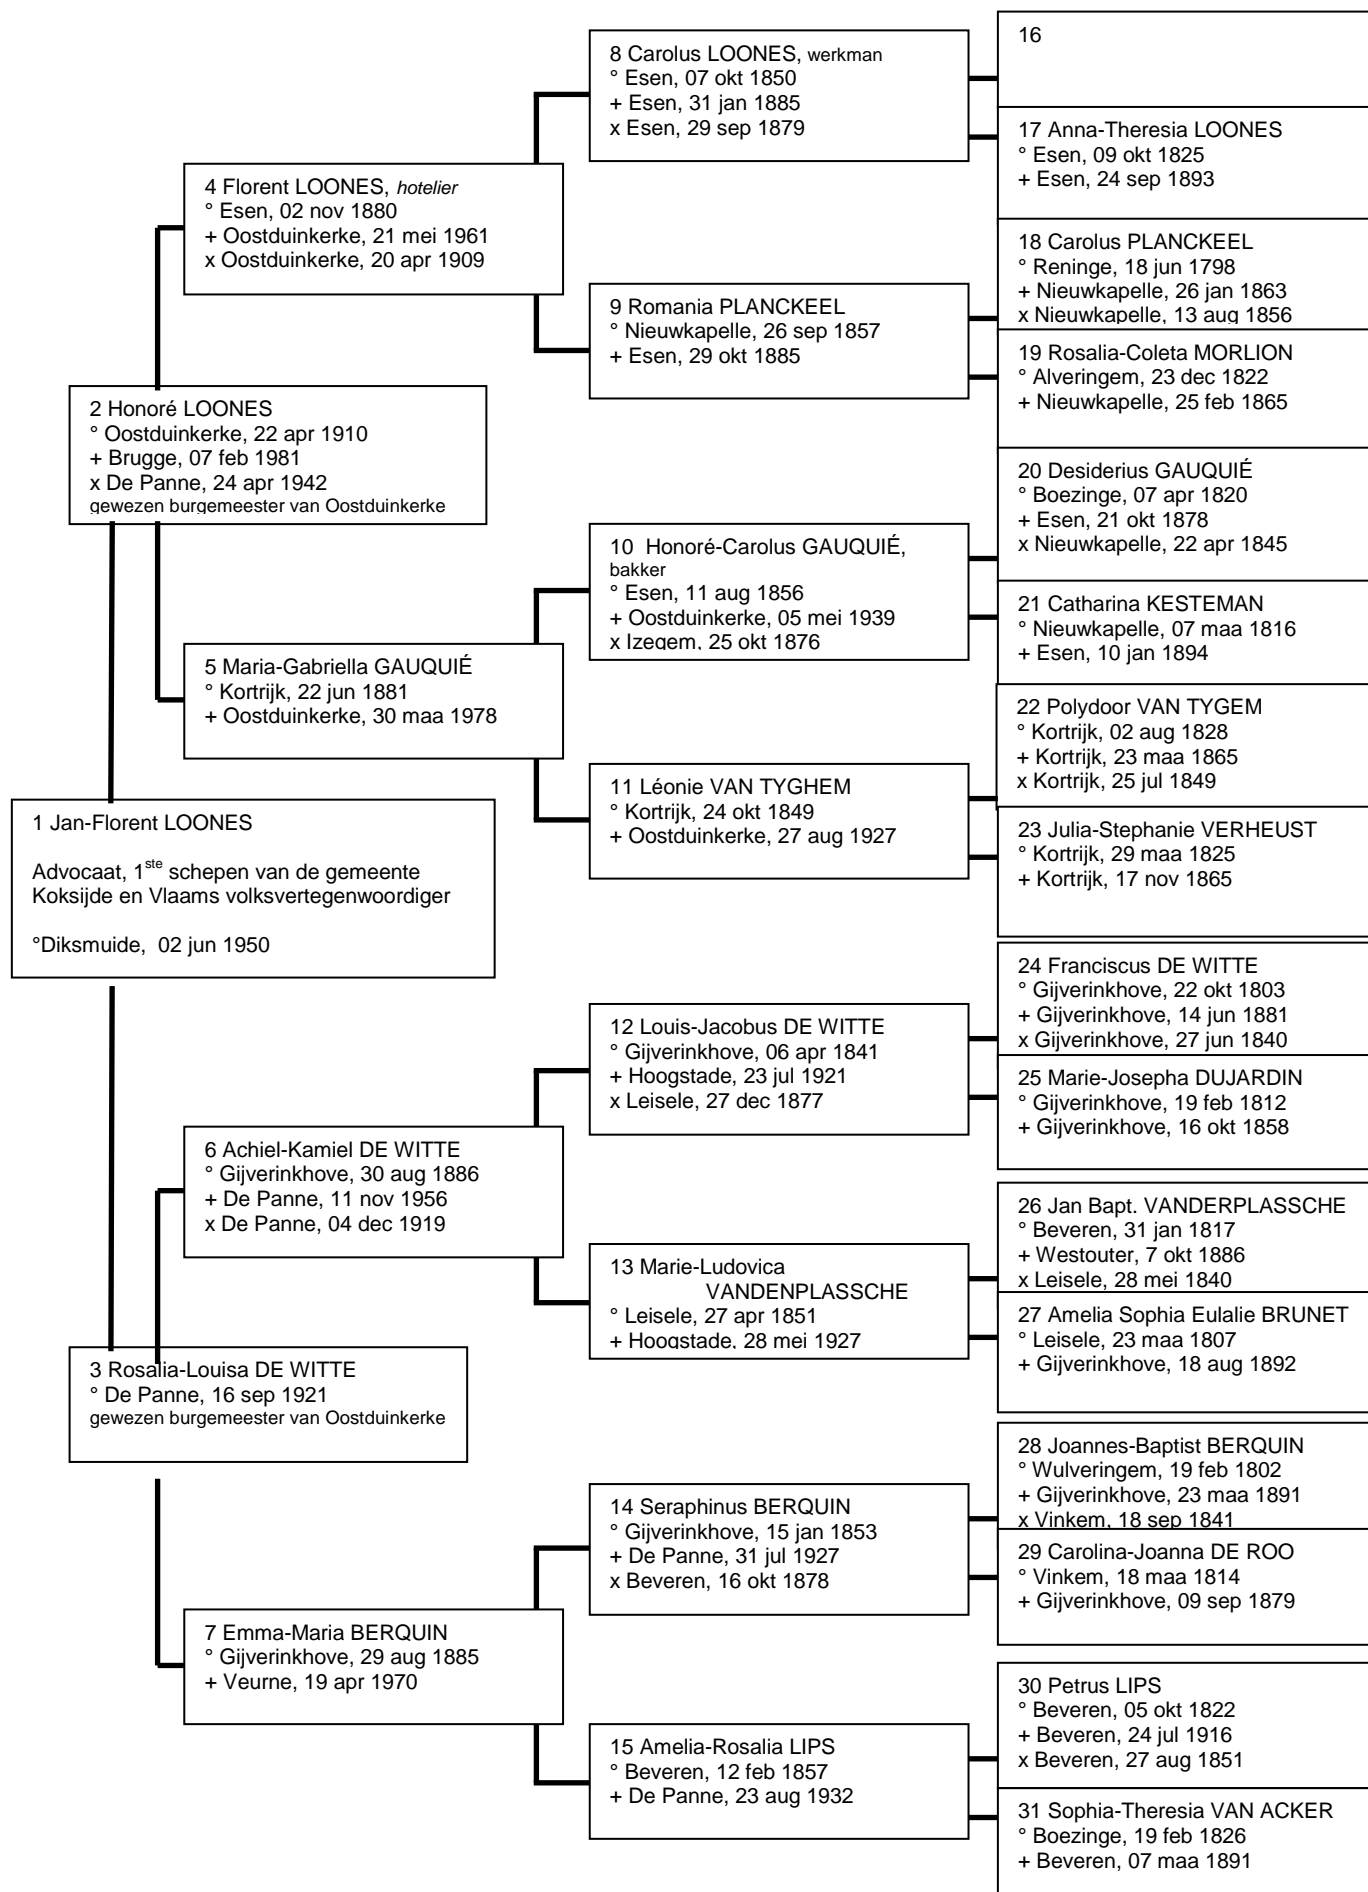 1 Jan-Florent LOONES
Advocaat, 1ste schepen van de gemeente
Koksijde en Vlaams volksvertegenwoordiger
°Diksmuide, 02 jun 1950
2 Honoré LOONES
° Oostduinkerke, 22 apr 1910
+ Brugge, 07 feb 1981
x De Panne, 24 apr 1942
gewezen burgemeester van Oostduinkerke
3 Rosalia-Louisa DE WITTE
° De Panne, 16 sep 1921
gewezen burgemeester van Oostduinkerke
4 Florent LOONES, hotelier
° Esen, 02 nov 1880
+ Oostduinkerke, 21 mei 1961
x Oostduinkerke, 20 apr 1909
5 Maria-Gabriella GAUQUIÉ
° Kortrijk, 22 jun 1881
+ Oostduinkerke, 30 maa 1978
6 Achiel-Kamiel DE WITTE
° Gijverinkhove, 30 aug 1886
+ De Panne, 11 nov 1956
x De Panne, 04 dec 1919
7 Emma-Maria BERQUIN
° Gijverinkhove, 29 aug 1885
+ Veurne, 19 apr 1970
8 Carolus LOONES, werkman
° Esen, 07 okt 1850
+ Esen, 31 jan 1885
x Esen, 29 sep 1879
9 Romania PLANCKEEL
° Nieuwkapelle, 26 sep 1857
+ Esen, 29 okt 1885
10 Honoré-Carolus GAUQUIÉ,
bakker
° Esen, 11 aug 1856
+ Oostduinkerke, 05 mei 1939
x Izegem, 25 okt 1876
11 Léonie VAN TYGHEM
° Kortrijk, 24 okt 1849
+ Oostduinkerke, 27 aug 1927
12 Louis-Jacobus DE WITTE
° Gijverinkhove, 06 apr 1841
+ Hoogstade, 23 jul 1921
x Leisele, 27 dec 1877
13 Marie-Ludovica
VANDENPLASSCHE
° Leisele, 27 apr 1851
+ Hoogstade, 28 mei 1927
14 Seraphinus BERQUIN
° Gijverinkhove, 15 jan 1853
+ De Panne, 31 jul 1927
x Beveren, 16 okt 1878
15 Amelia-Rosalia LIPS
° Beveren, 12 feb 1857
+ De Panne, 23 aug 1932
16
17 Anna-Theresia LOONES
° Esen, 09 okt 1825
+ Esen, 24 sep 1893
18 Carolus PLANCKEEL
° Reninge, 18 jun 1798
+ Nieuwkapelle, 26 jan 1863
x Nieuwkapelle, 13 aug 1856
19 Rosalia-Coleta MORLION
° Alveringem, 23 dec 1822
+ Nieuwkapelle, 25 feb 1865
20 Desiderius GAUQUIÉ
° Boezinge, 07 apr 1820
+ Esen, 21 okt 1878
x Nieuwkapelle, 22 apr 1845
21 Catharina KESTEMAN
° Nieuwkapelle, 07 maa 1816
+ Esen, 10 jan 1894
22 Polydoor VAN TYGEM
° Kortrijk, 02 aug 1828
+ Kortrijk, 23 maa 1865
x Kortrijk, 25 jul 1849
23 Julia-Stephanie VERHEUST
° Kortrijk, 29 maa 1825
+ Kortrijk, 17 nov 1865
24 Franciscus DE WITTE
° Gijverinkhove, 22 okt 1803
+ Gijverinkhove, 14 jun 1881
x Gijverinkhove, 27 jun 1840
25 Marie-Josepha DUJARDIN
° Gijverinkhove, 19 feb 1812
+ Gijverinkhove, 16 okt 1858
26 Jan Bapt. VANDERPLASSCHE
° Beveren, 31 jan 1817
+ Westouter, 7 okt 1886
x Leisele, 28 mei 1840
27 Amelia Sophia Eulalie BRUNET
° Leisele, 23 maa 1807
+ Gijverinkhove, 18 aug 1892
28 Joannes-Baptist BERQUIN
° Wulveringem, 19 feb 1802
+ Gijverinkhove, 23 maa 1891
x Vinkem, 18 sep 1841
29 Carolina-Joanna DE ROO
° Vinkem, 18 maa 1814
+ Gijverinkhove, 09 sep 1879
30 Petrus LIPS
° Beveren, 05 okt 1822
+ Beveren, 24 jul 1916
x Beveren, 27 aug 1851
31 Sophia-Theresia VAN ACKER
° Boezinge, 19 feb 1826
+ Beveren, 07 maa 1891